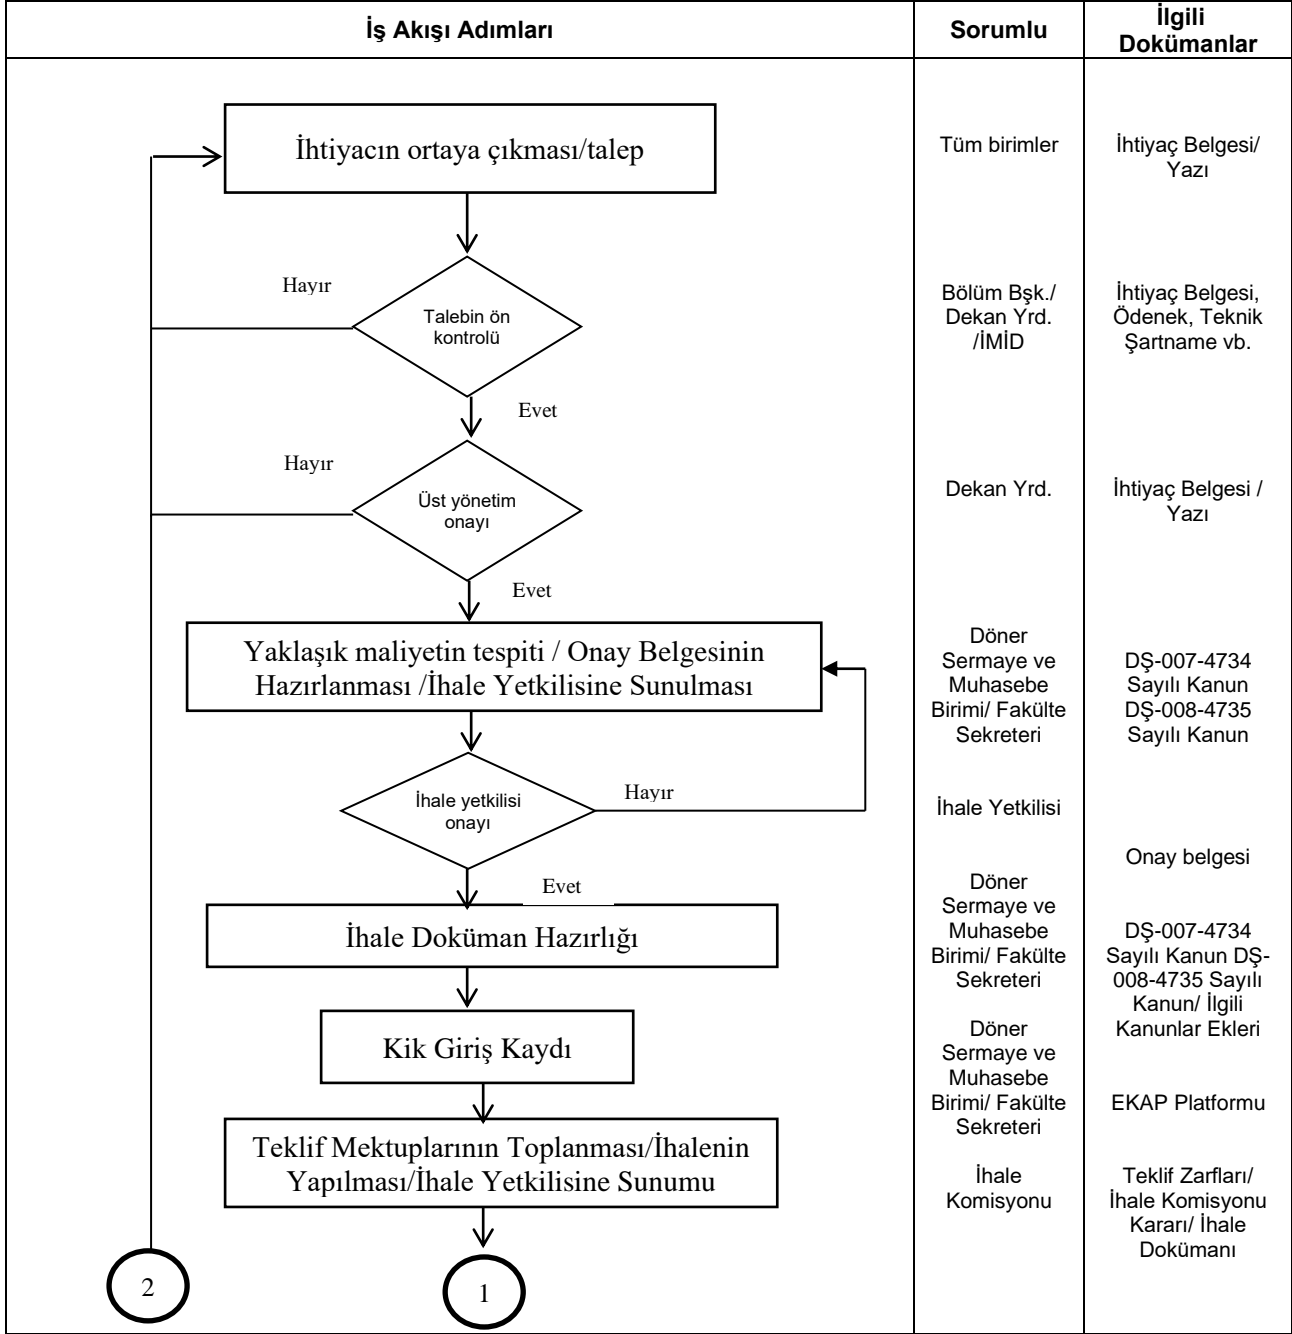 İş Akışı Adımları
Sorumlu
İlgili
Dokümanlar
İhtiyacın ortaya çıkması/talep
Tüm birimler
İhtiyaç Belgesi/
Yazı
Hayır
Talebin ön
kontrolü
Bölüm Bşk./
Dekan Yrd.
/İMİD
İhtiyaç Belgesi,
Ödenek, Teknik
Şartname vb.
Evet
Hayır
Üst yönetim
onayı
Dekan Yrd.
İhtiyaç Belgesi /
Yazı
Evet
Yaklaşık maliyetin tespiti / Onay Belgesinin
Hazırlanması /İhale Yetkilisine Sunulması
Döner
Sermaye ve
Muhasebe
Birimi/ Fakülte
Sekreteri
DŞ-007-4734
Sayılı Kanun
DŞ-008-4735
Sayılı Kanun
İhale yetkilisi
onayı
Hayır
İhale Yetkilisi
Onay belgesi
Evet
İhale Doküman Hazırlığı
Döner
Sermaye ve
Muhasebe
Birimi/ Fakülte
Sekreteri
DŞ-007-4734
Sayılı Kanun DŞ-
008-4735 Sayılı
Kanun/ İlgili
Kanunlar Ekleri
Kik Giriş Kaydı
Döner
Sermaye ve
Muhasebe
Birimi/ Fakülte
Sekreteri
EKAP Platformu
Teklif Mektuplarının Toplanması/İhalenin
Yapılması/İhale Yetkilisine Sunumu
İhale
Komisyonu
Teklif Zarfları/
İhale Komisyonu
Kararı/ İhale
Dokümanı
2
1